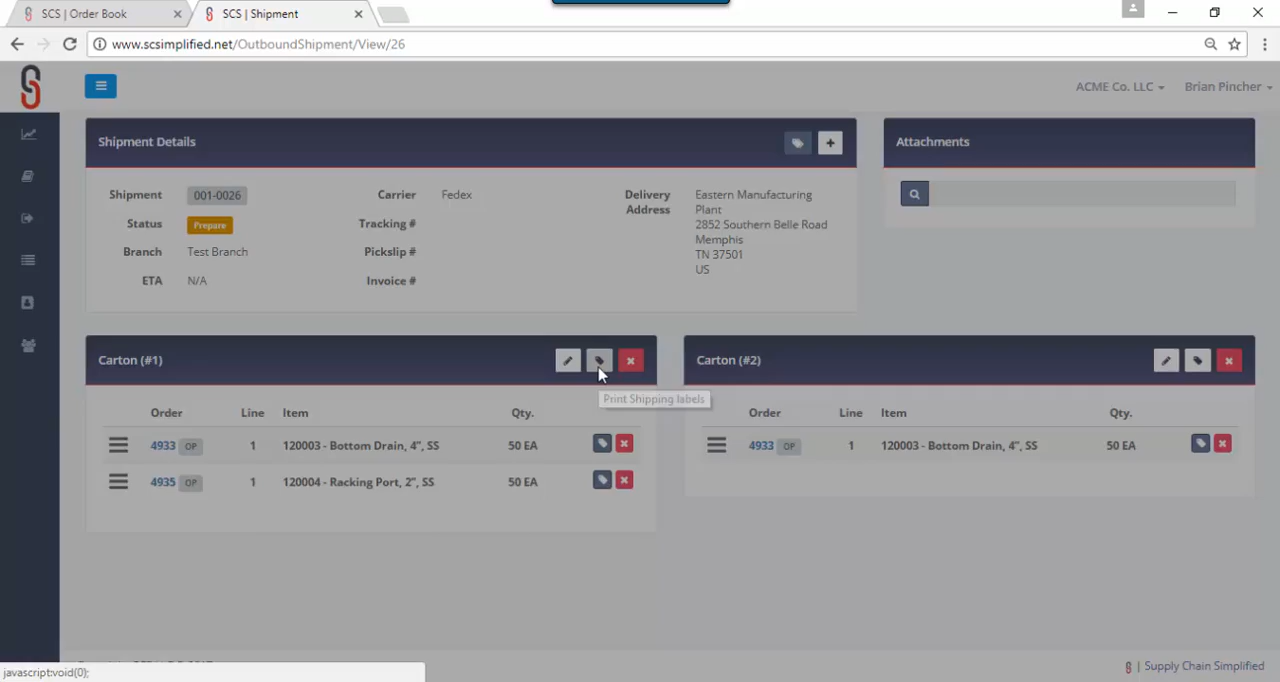 SCS | Order Book
SCS | Shipment
www.scsimplified.net/OutboundShipment/View/26
ACME Co. LLC
Brian Pincher
Shipment Details
Attachments
Shipment 001-0026
Carrier Fedex
Delivery Address
Eastern Manufacturing
Plant
2852 Southern Belle Road
Memphis
TN 37501
US
Status Prepare
Tracking #
Branch Test Branch
Pickslip #
ETA N/A
Invoice #
Carton (#1)
Carton (#2)
Print Shipping labels
Order Line Item Qty.
4933 OP 1 120003 - Bottom Drain, 4", SS 50 EA
4935 OP 1 120004 - Racking Port, 2", SS 50 EA
Order Line Item Qty.
4933 OP 1 120003 - Bottom Drain, 4", SS 50 EA
javascript:void(0);
| Supply Chain Simplified